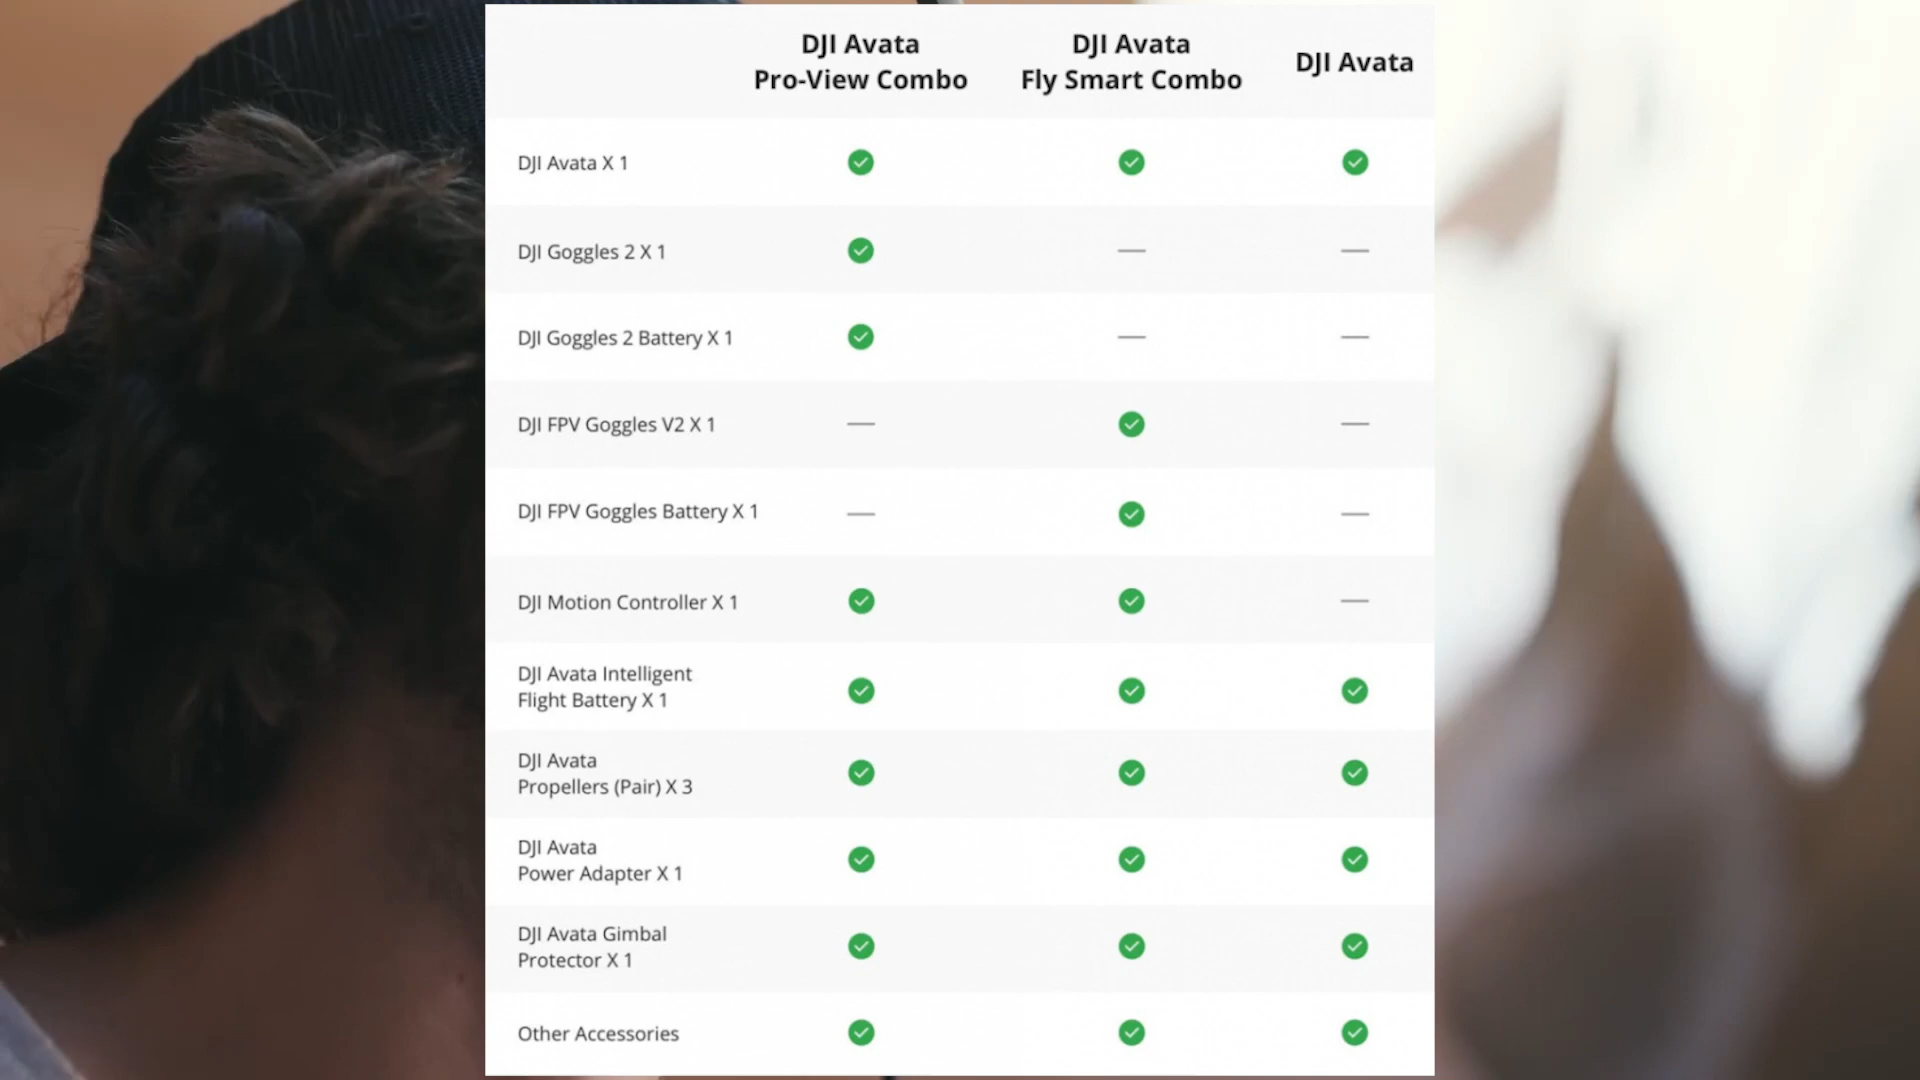 DJI Avata
Pro-View Combo
DJI Avata
Fly Smart Combo
DJI Avata
DJI Avata X 1
DJI Goggles 2 X 1
DJI Goggles 2 Battery X 1
DJI FPV Goggles V2 X 1
DJI FPV Goggles Battery X 1
DJI Motion Controller X 1
DJI Avata Intelligent
Flight Battery X 1
DJI Avata
Propellers (Pair) X 3
DJI Avata
Power Adapter X 1
DJI Avata Gimbal
Protector X 1
Other Accessories